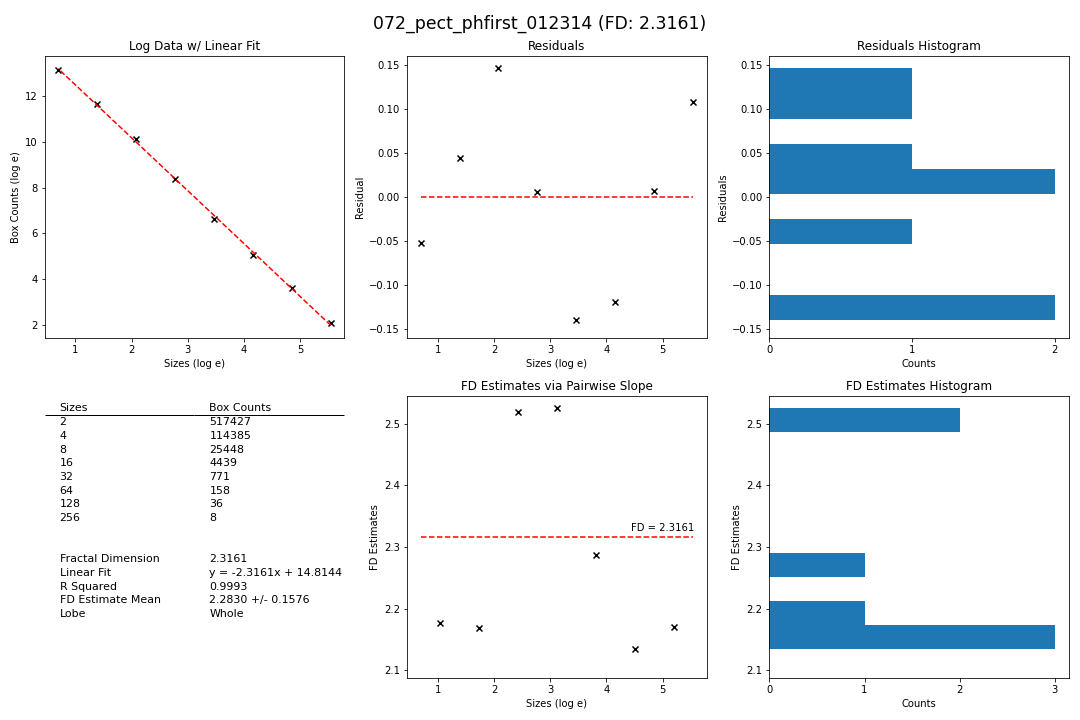 072_pect_phfirst_012314 (FD: 2.3161)
Log Data w/ Linear Fit
Box Counts (log e)
12
10
8
6
4
2
1 2 3 4 5
Sizes (log e)
Residuals
Residual
0.15
0.10
0.05
0.00
−0.05
−0.10
−0.15
1 2 3 4 5
Sizes (log e)
Residuals Histogram
Residuals
0.15
0.10
0.05
0.00
−0.05
−0.10
−0.15
0 1 2
Counts
Sizes Box Counts
2 517427
4 114385
8 25448
16 4439
32 771
64 158
128 36
256 8
Fractal Dimension 2.3161
Linear Fit y = -2.3161x + 14.8144
R Squared 0.9993
FD Estimate Mean 2.2830 +/- 0.1576
Lobe Whole
FD Estimates via Pairwise Slope
FD Estimates
2.5
2.4
2.3
2.2
2.1
FD = 2.3161
1 2 3 4 5
Sizes (log e)
FD Estimates Histogram
FD Estimates
2.5
2.4
2.3
2.2
2.1
0 1 2 3
Counts